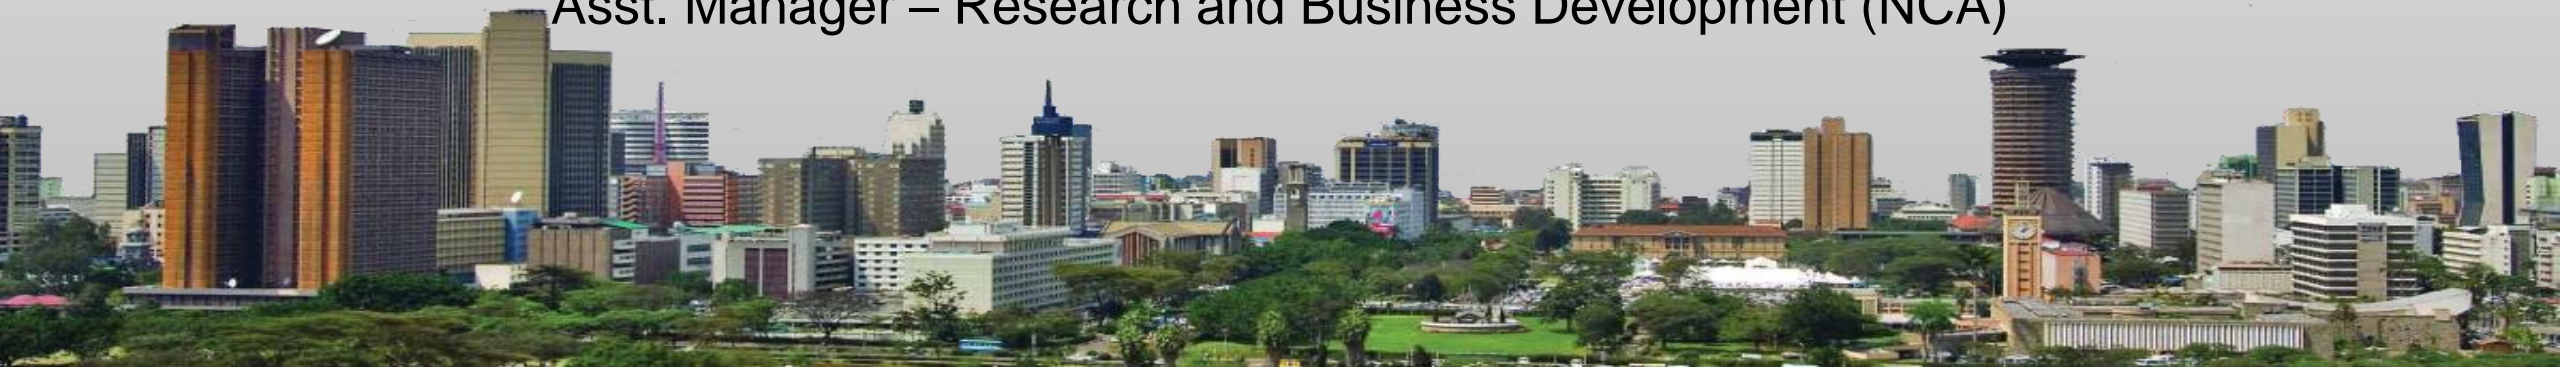 Asst. Manager – Research and Business Development (NCA)